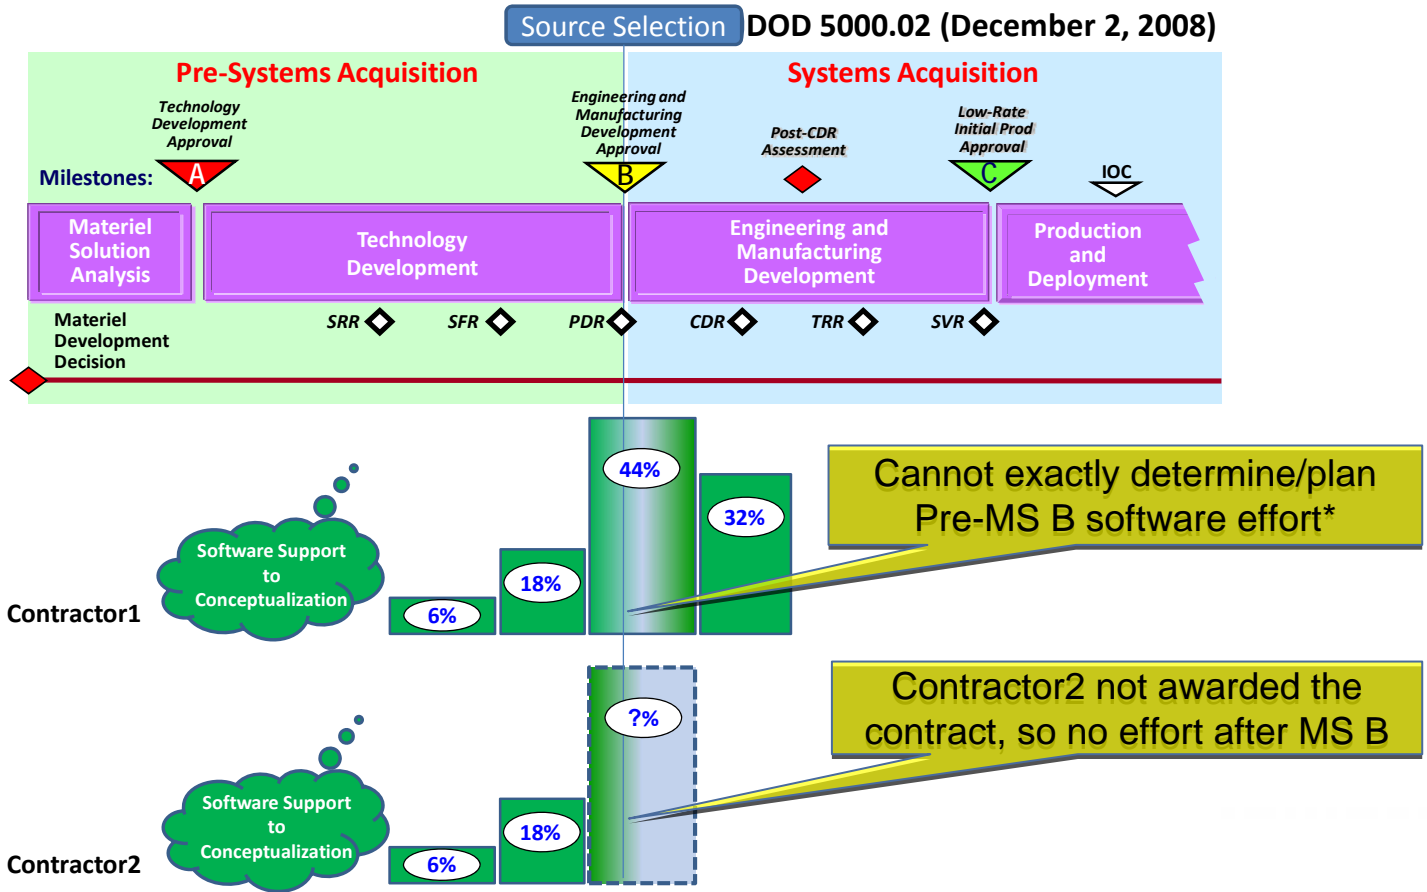 Source Selection
DOD 5000.02 (December 2, 2008)
Pre-Systems Acquisition
Systems Acquisition
Technology
Development
Approval
Engineering and
Manufacturing
Development
Approval
Post-CDR
Assessment
Low-Rate
Initial Prod
Approval
Milestones:
A
B
C
IOC
Materiel
Solution
Analysis
Technology
Development
Engineering and
Manufacturing
Development
Production
and
Deployment
Materiel
Development
Decision
SRR
SFR
PDR
CDR
TRR
SVR
Contractor1
Software Support
to
Conceptualization
6%
18%
44%
32%
Cannot exactly determine/plan
Pre-MS B software effort*
Contractor2
Software Support
to
Conceptualization
6%
18%
?%
Contractor2 not awarded the
contract, so no effort after MS B